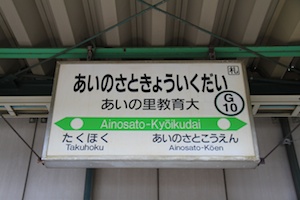 札
あいのさときょういくだい
あいの里教育大
G
10
Ainosato-Kyōikudai
たくほく
あいのさとこうえん
Takuhoku
Ainosato-Kōen